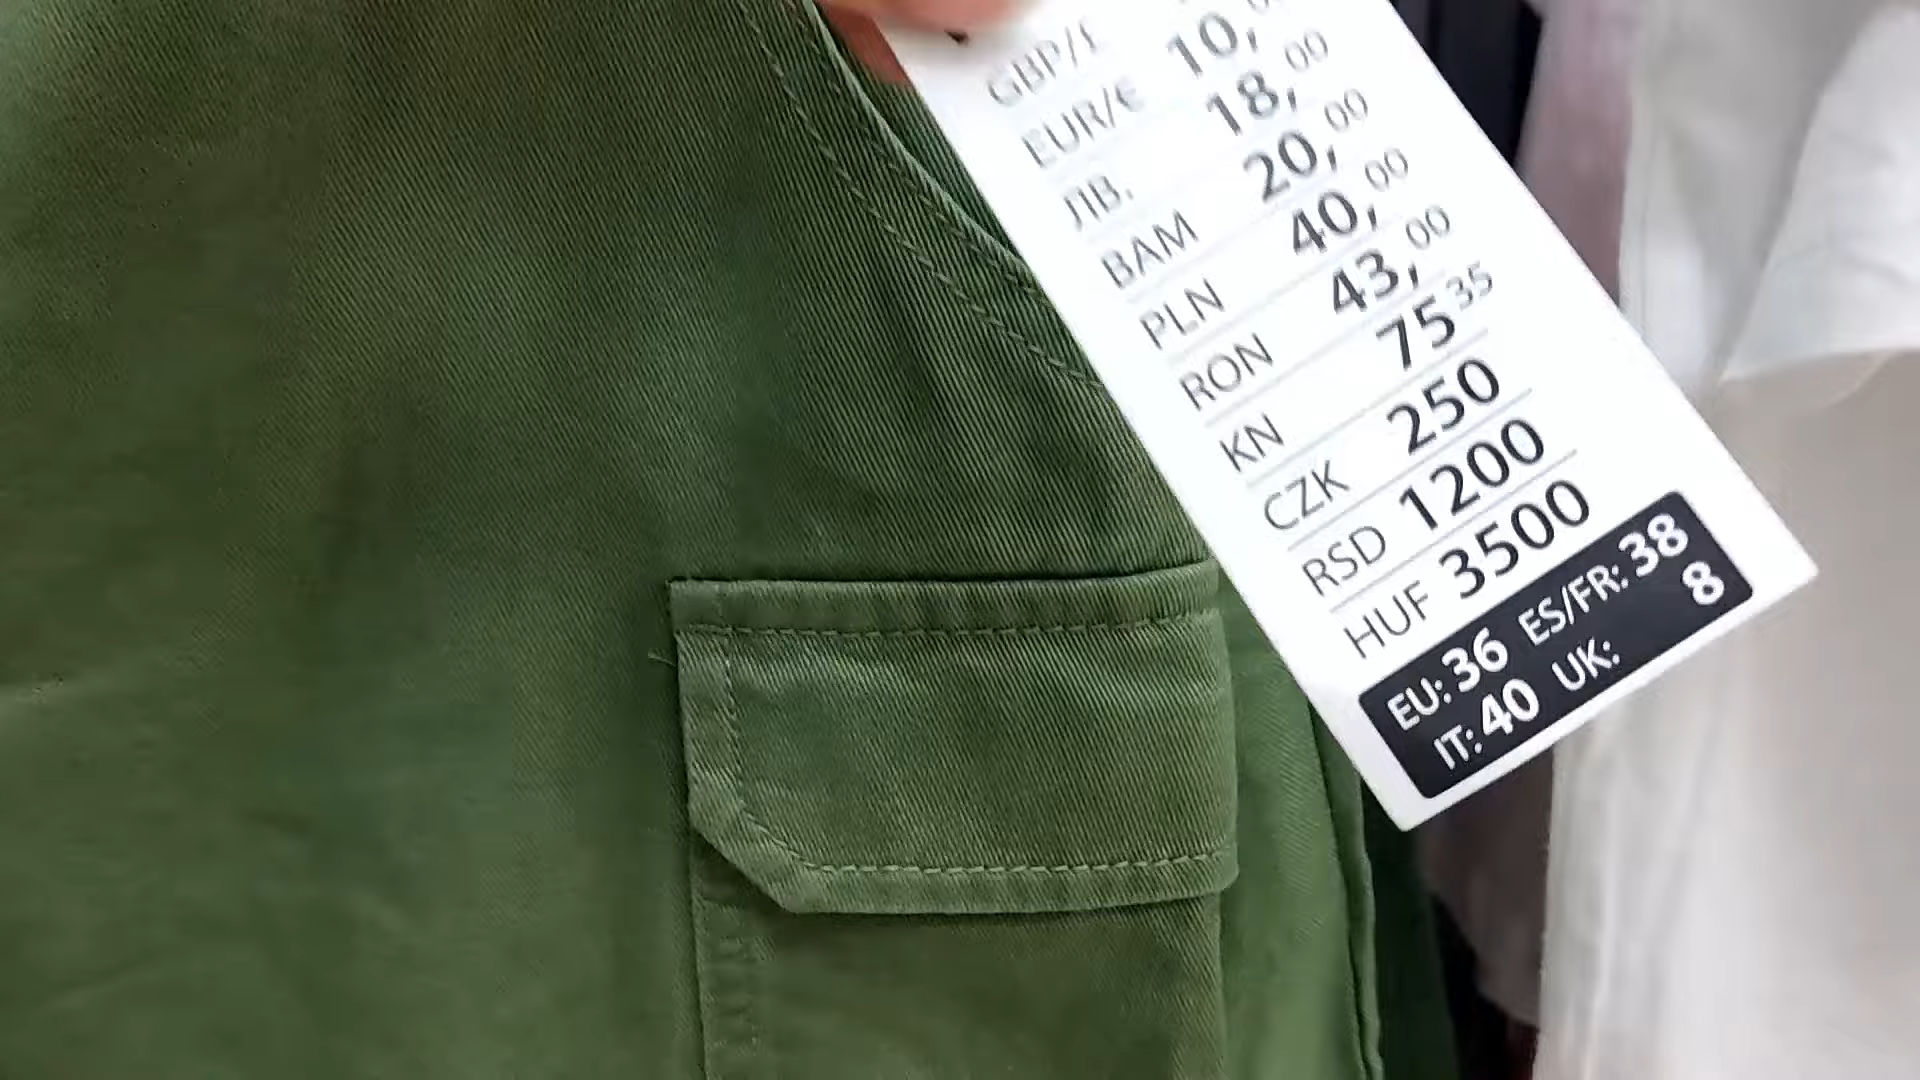 GBP/£
EUR/€ 10,00
ЛВ. 18,00
BAM 20,00
PLN 40,00
RON 43,00
KN 75 35
CZK 250
RSD 1200
HUF 3500
EU: 36 ES/FR: 38
IT: 40 UK: 8